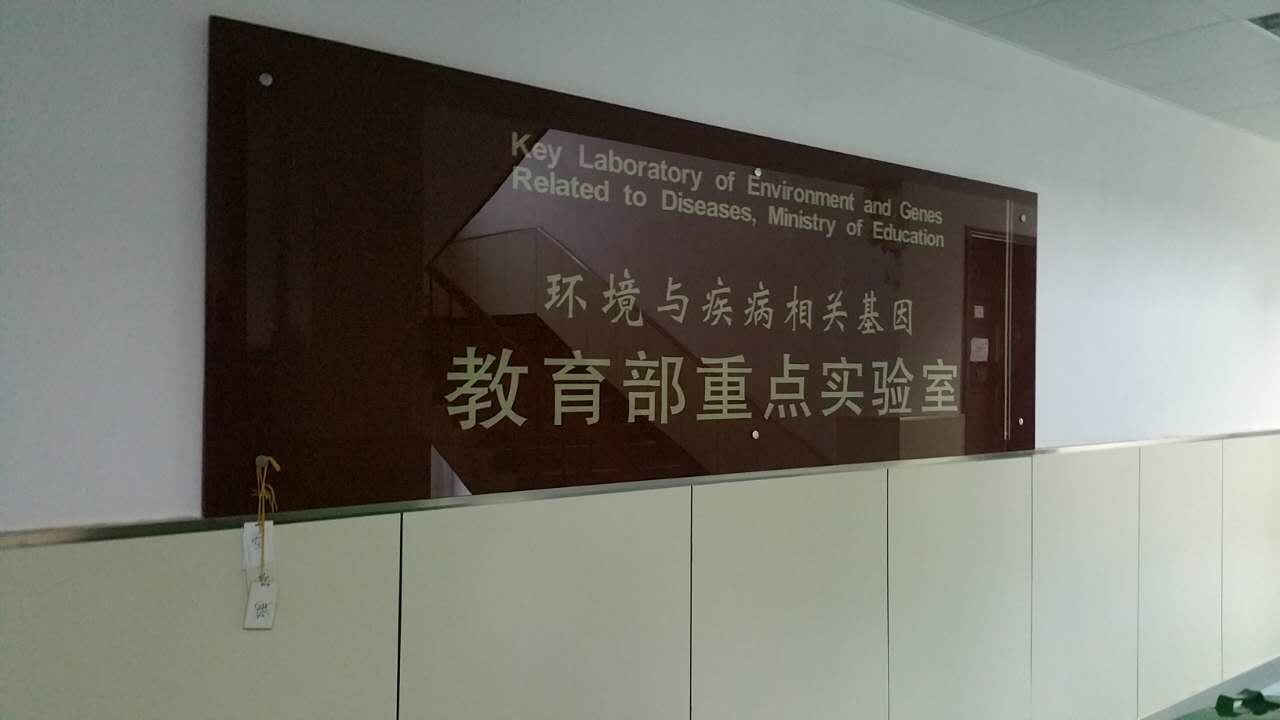 Key Laboratory of Environment and Genes
Related to Diseases, Ministry of Education
环境与疾病相关基因
教育部重点实验室